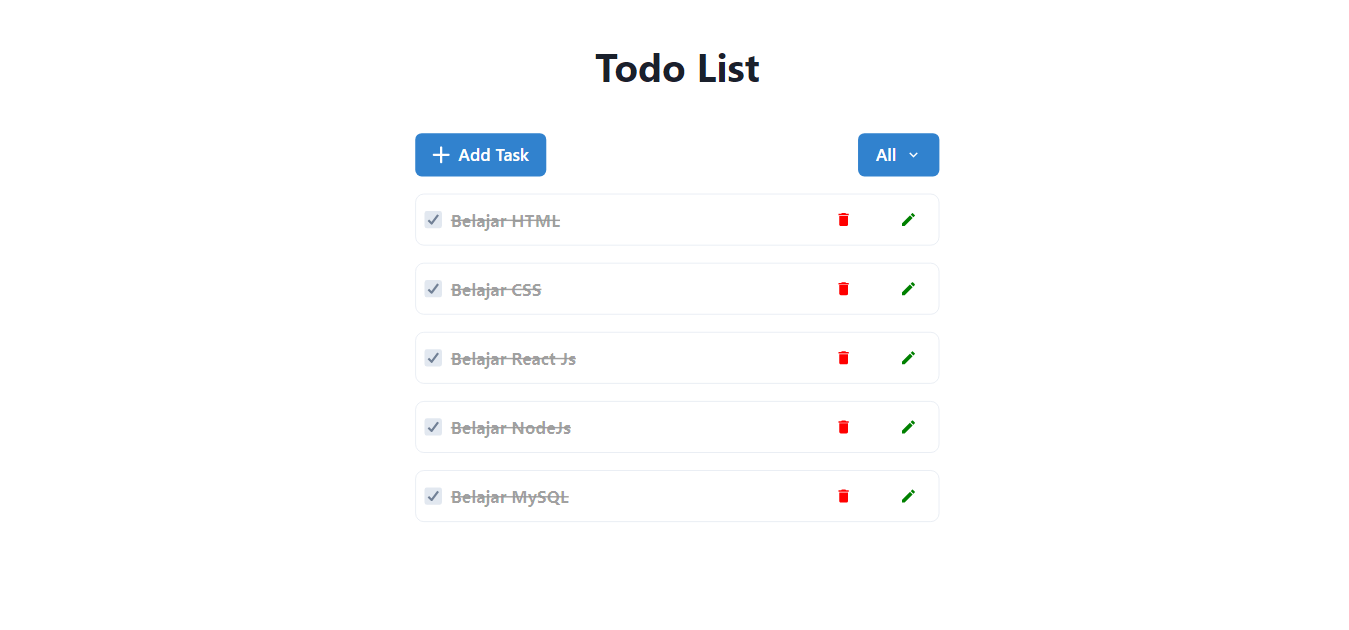 Todo List
Add Task
All
Belajar HTML
Belajar CSS
Belajar React Js
Belajar NodeJs
Belajar MySQL